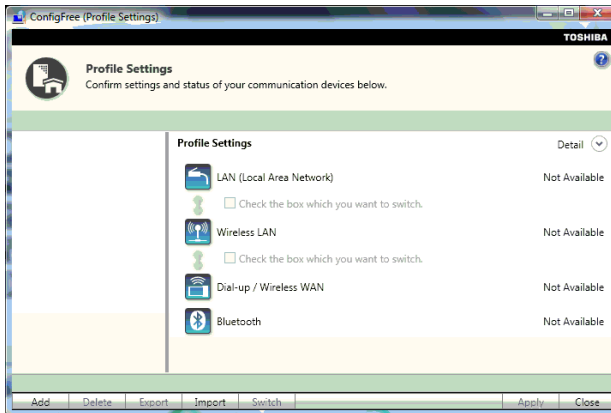 ConfigFree (Profile Settings)
TOSHIBA
Profile Settings
Confirm settings and status of your communication devices below.
Profile Settings
Detail
LAN (Local Area Network)
Not Available
Check the box which you want to switch.
Wireless LAN
Not Available
Check the box which you want to switch.
Dial-up / Wireless WAN
Not Available
Bluetooth
Not Available
Add
Delete
Export
Import
Switch
Apply
Close